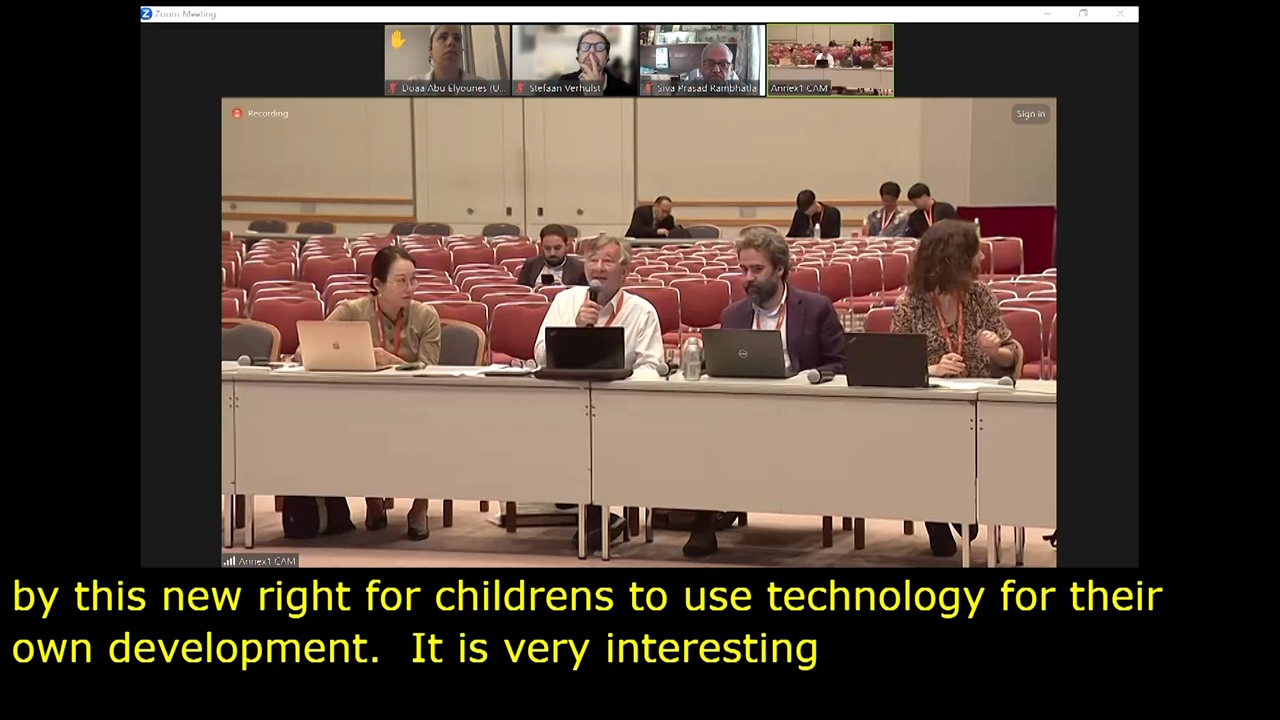 Zoom Meeting
Doaa Abu Elyounes (U...
Stefaan Verhulst
Siva Prasad Rambhatla
Annex1 CAM
Recording
Sign in
DELL
Annex1 CAM
by this new right for childrens to use technology for their
own development.  It is very interesting